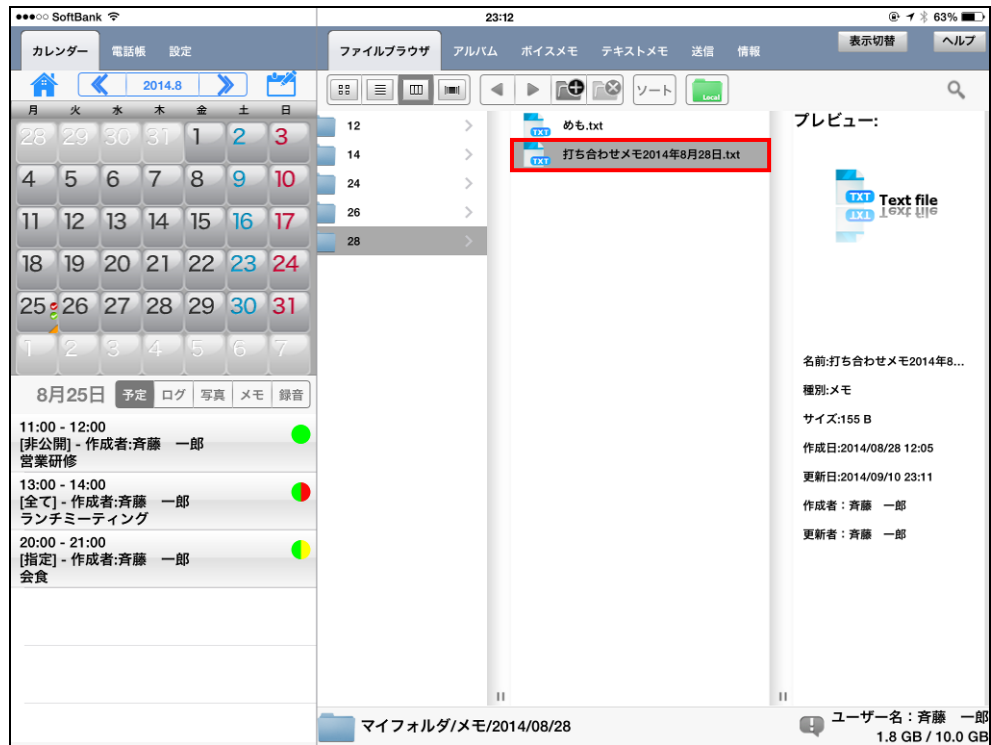 SoftBank
23:12
63%
カレンダー 電話帳 設定
ファイルブラウザ アルバム ボイスメモ テキストメモ 送信 情報
表示切替 ヘルプ
2014.8
ソート
Local
月 火 水 木 金 土 日
28 29 30 31 1 2 3
4 5 6 7 8 9 10
11 12 13 14 15 16 17
18 19 20 21 22 23 24
25 26 27 28 29 30 31
1 2 3 4 5 6 7
8月25日 予定 ログ 写真 メモ 録音
11:00 - 12:00
[非公開] - 作成者:斉藤 一郎
営業研修
13:00 - 14:00
[全て] - 作成者:斉藤 一郎
ランチミーティング
20:00 - 21:00
[指定] - 作成者:斉藤 一郎
会食
12
14
24
26
28
TXT めも.txt
TXT 打ち合わせメモ2014年8月28日.txt
プレビュー:
TXT Text file
TXT Text file
名前:打ち合わせメモ2014年8...
種別:メモ
サイズ:155 B
作成日:2014/08/28 12:05
更新日:2014/09/10 23:11
作成者：斉藤 一郎
更新者：斉藤 一郎
マイフォルダ/メモ/2014/08/28
ユーザー名：斉藤 一郎
1.8 GB / 10.0 GB